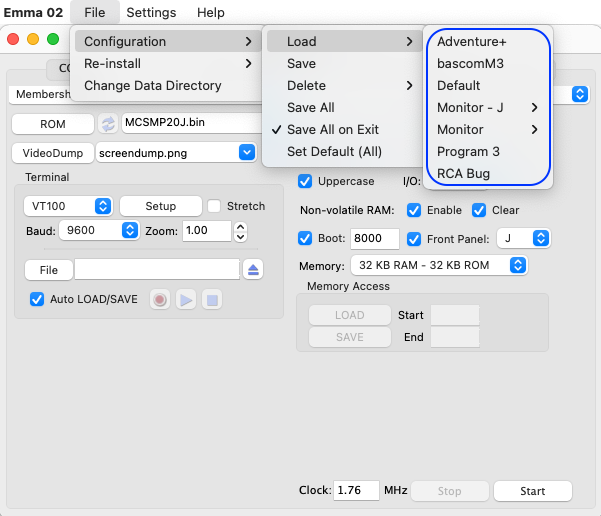 Emma 02 File Settings Help
Configuration
Re-install
Change Data Directory
Load
Save
Delete
Save All
Save All on Exit
Set Default (All)
Adventure+
bascomM3
Default
Monitor - J
Monitor
Program 3
RCA Bug
ROM MCSMP20J.bin
VideoDump screendump.png
Terminal
VT100 Setup Stretch
Baud: 9600 Zoom: 1.00
File
Auto LOAD/SAVE
Uppercase I/O:
Non-volatile RAM: Enable Clear
Boot: 8000 Front Panel: J
Memory: 32 KB RAM - 32 KB ROM
Memory Access
LOAD Start
SAVE End
Clock: 1.76 MHz Stop Start